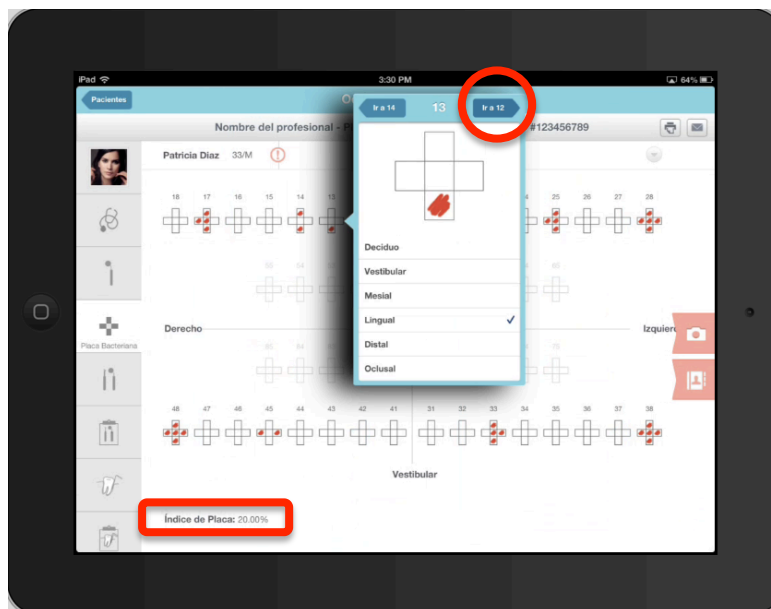 iPad 3:30 PM 64%
Pacientes
Ir a 14 13 Ir a 12
Nombre del profesional - #123456789
Patricia Diaz 33/M
18 17 16 15 14 13 25 26 27 28
Deciduo
Vestibular
Mesial
Lingual
Distal
Oclusal
Derecho
Placa Bacteriana
48 47 46 45 44 43 42 41 31 32 33 34 35 36 37 38
Vestibular
Índice de Placa: 20.00%